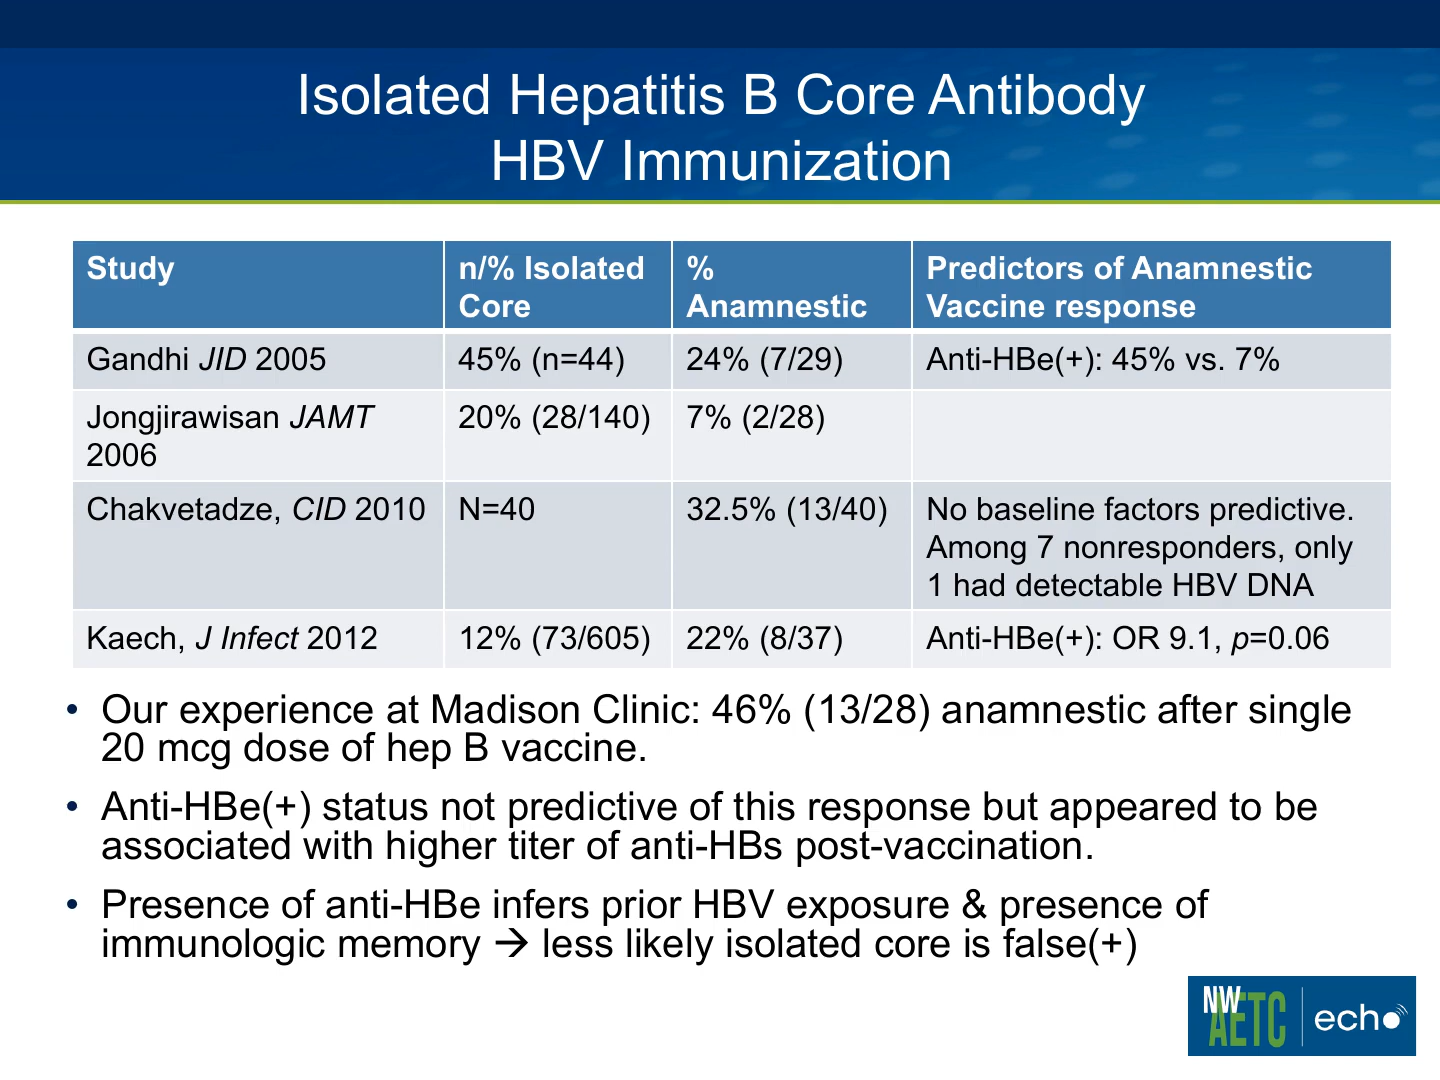 Isolated Hepatitis B Core Antibody
HBV Immunization
Study
n/% Isolated
Core
%
Anamnestic
Predictors of Anamnestic
Vaccine response
Gandhi JID 2005
45% (n=44)
24% (7/29)
Anti-HBe(+): 45% vs. 7%
Jongjirawisan JAMT
2006
20% (28/140)
7% (2/28)
Chakvetadze, CID 2010
N=40
32.5% (13/40)
No baseline factors predictive.
Among 7 nonresponders, only
1 had detectable HBV DNA
Kaech, J Infect 2012
12% (73/605)
22% (8/37)
Anti-HBe(+): OR 9.1, p=0.06
• Our experience at Madison Clinic: 46% (13/28) anamnestic after single
20 mcg dose of hep B vaccine.
• Anti-HBe(+) status not predictive of this response but appeared to be
associated with higher titer of anti-HBs post-vaccination.
• Presence of anti-HBe infers prior HBV exposure & presence of
immunologic memory → less likely isolated core is false(+)
NW
AETC
echo